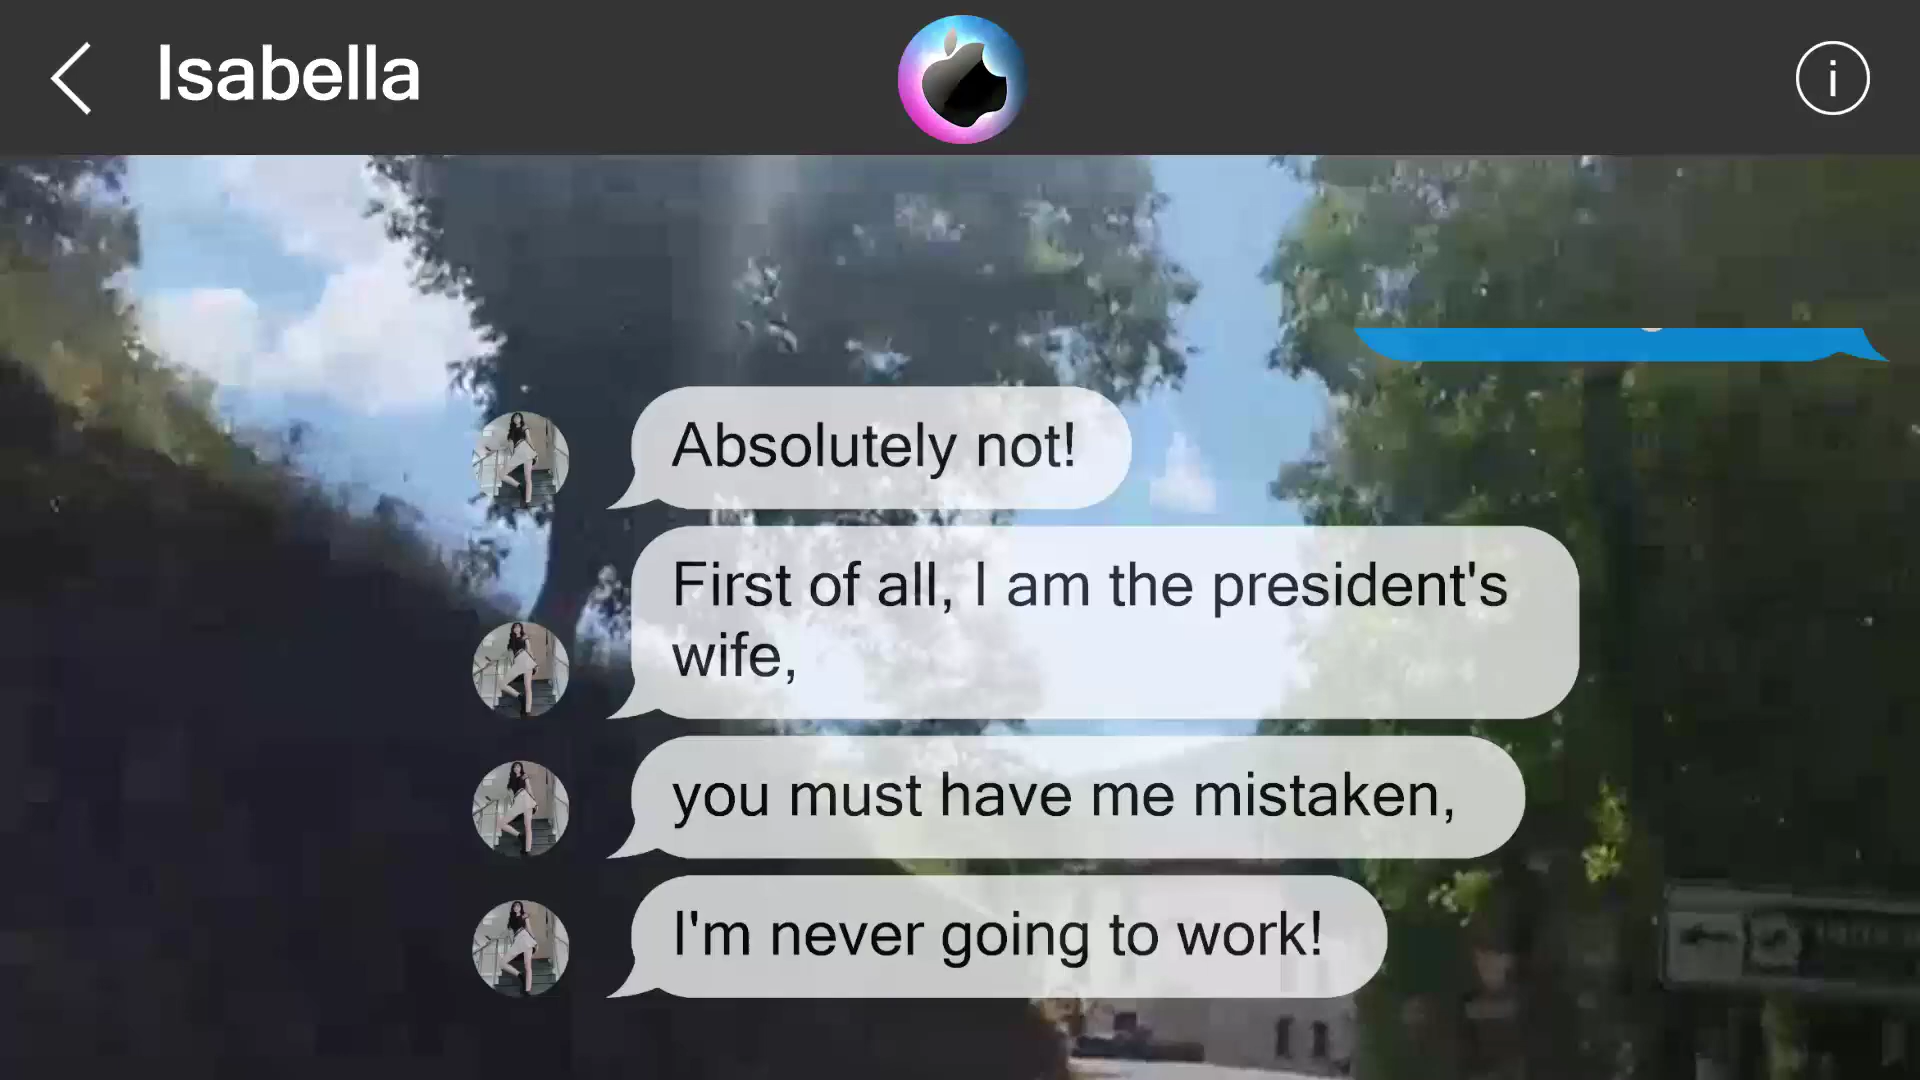 Isabella
i
Absolutely not!
First of all, I am the president's
wife,
you must have me mistaken,
I'm never going to work!